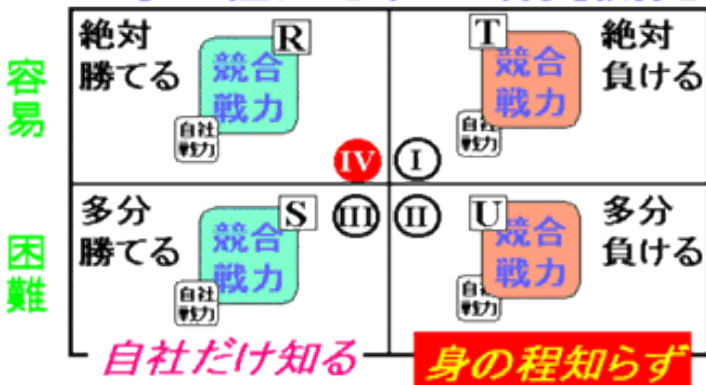 絶対
勝てる
R
競合
戦力
自社
戦力
IV
T
絶対
負ける
競合
戦力
自社
戦力
I
容易
多分
勝てる
S
競合
戦力
自社
戦力
III
II
U
多分
負ける
競合
戦力
自社
戦力
困難
自社だけ知る
身の程知らず